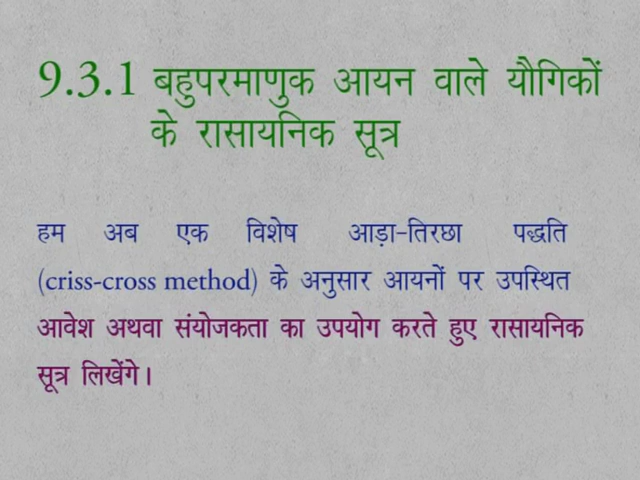 9.3.1 बहुपरमाणुक आयन वाले यौगिकों
के रासायनिक सूत्र
हम अब एक विशेष आड़ा-तिरछा पद्धति
(criss-cross method) के अनुसार आयनों पर उपस्थित
आवेश अथवा संयोजकता का उपयोग करते हुए रासायनिक
सूत्र लिखेंगे।